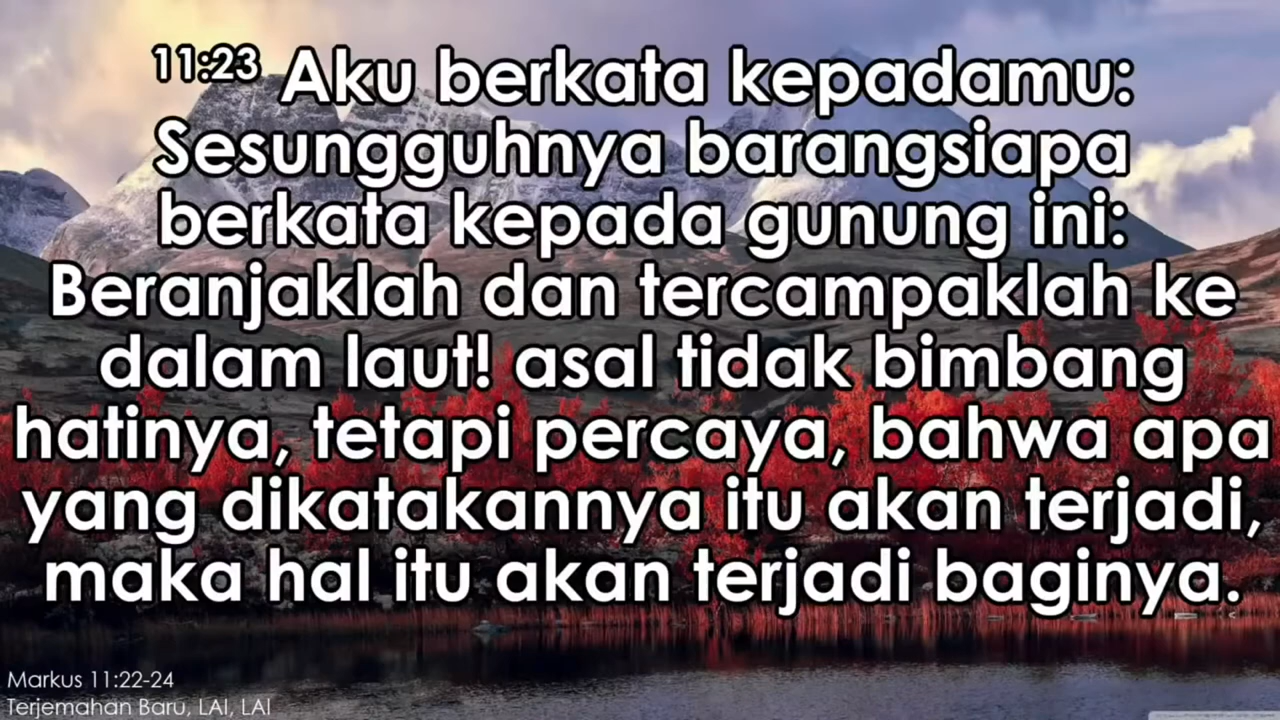 11:23 Aku berkata kepadamu:
Sesungguhnya barangsiapa
berkata kepada gunung ini:
Beranjaklah dan tercampaklah ke
dalam laut! asal tidak bimbang
hatinya, tetapi percaya, bahwa apa
yang dikatakannya itu akan terjadi,
maka hal itu akan terjadi baginya.
Markus 11:22-24
Terjemahan Baru, LAI, LAI